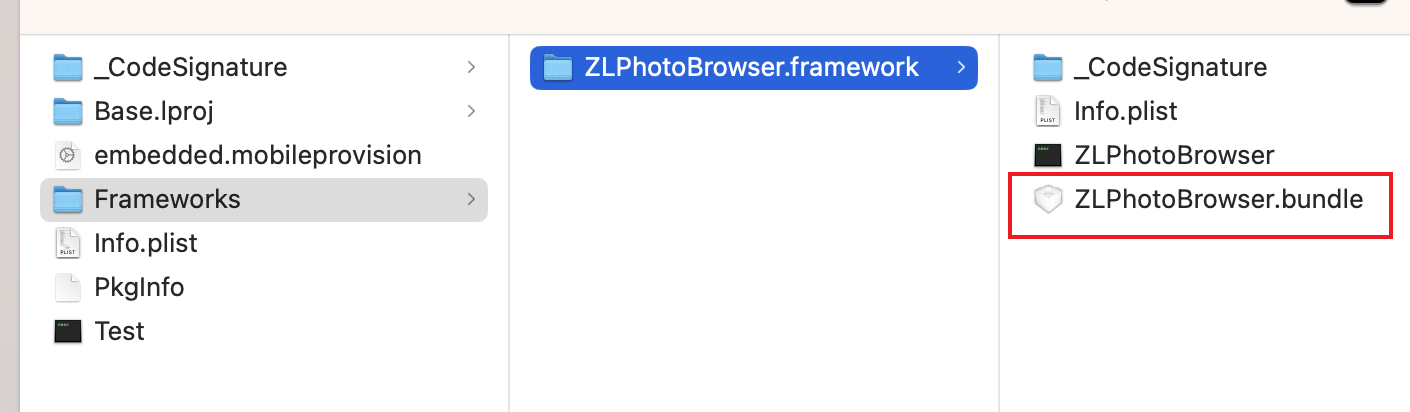 _CodeSignature
Base.lproj
embedded.mobileprovision
Frameworks
Info.plist
PkgInfo
Test
ZLPhotoBrowser.framework
_CodeSignature
Info.plist
ZLPhotoBrowser
ZLPhotoBrowser.bundle